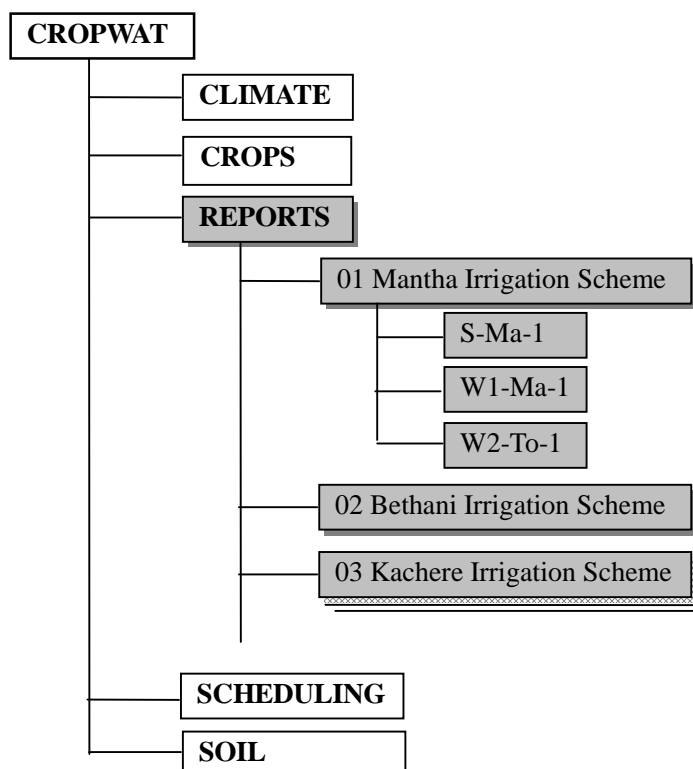 CROPWAT
CLIMATE
CROPS
REPORTS
01 Mantha Irrigation Scheme
S-Ma-1
W1-Ma-1
W2-To-1
02 Bethani Irrigation Scheme
03 Kachere Irrigation Scheme
SCHEDULING
SOIL